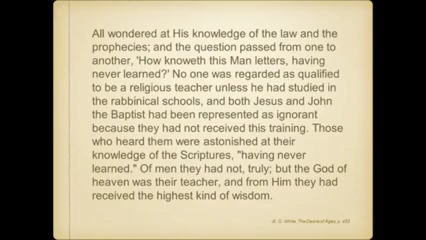 All wondered at His knowledge of the law and the
prophecies; and the question passed from one to
another, 'How knoweth this Man letters, having
never learned?' No one was regarded as qualified
to be a religious teacher unless he had studied in
the rabbinical schools, and both Jesus and John
the Baptist had been represented as ignorant
because they had not received this training. Those
who heard them were astonished at their
knowledge of the Scriptures, "having never
learned." Of men they had not, truly; but the God of
heaven was their teacher, and from Him they had
received the highest kind of wisdom.
E. G. White, The Desire of Ages, p. 453